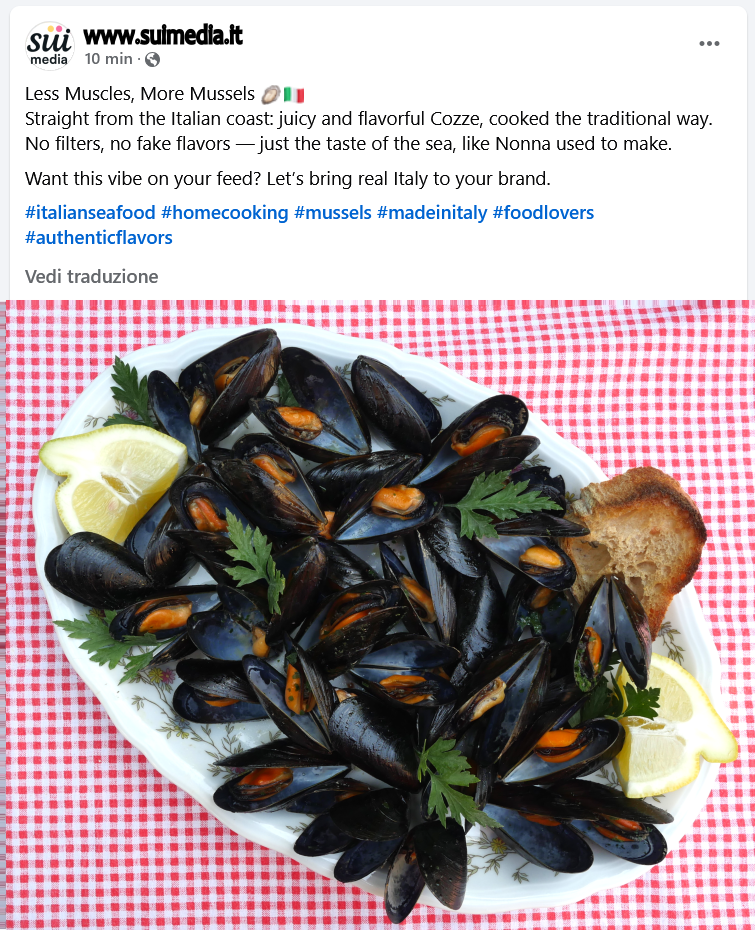 sui
media
www.suimedia.it
10 min ·
Less Muscles, More Mussels 🦪🇮🇹
Straight from the Italian coast: juicy and flavorful Cozze, cooked the traditional way.
No filters, no fake flavors — just the taste of the sea, like Nonna used to make.
Want this vibe on your feed? Let’s bring real Italy to your brand.
#italianseafood #homecooking #mussels #madeinitaly #foodlovers
#authenticflavors
Vedi traduzione